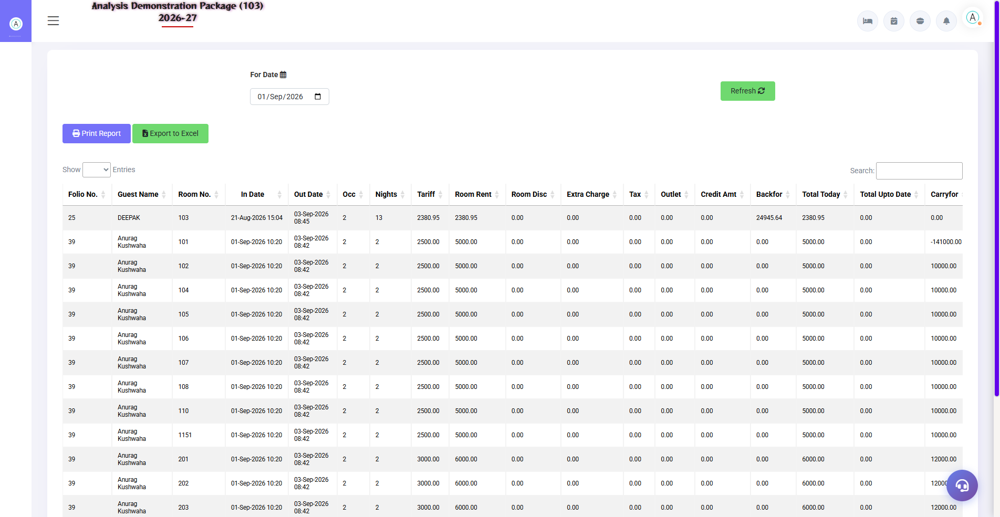 Analysis Demonstration Package (103)
2026-27
A
A
For Date
01/Sep/2026
Refresh
Print Report
Export to Excel
Show Entries
Search:
Folio No. Guest Name Room No. In Date Out Date Occ Nights Tariff Room Rent Room Disc Extra Charge Tax Outlet Credit Amt Backfor Total Today Total Upto Date Carryfor
25 DEEPAK 103 21-Aug-2026 15:04 03-Sep-2026 08:45 2 13 2380.95 2380.95 0.00 0.00 0.00 0.00 0.00 24945.64 2380.95 0.00 0.00
39 Anurag Kushwaha 101 01-Sep-2026 10:20 03-Sep-2026 08:42 2 2 2500.00 5000.00 0.00 0.00 0.00 0.00 0.00 0.00 5000.00 0.00 -141000.00
39 Anurag Kushwaha 102 01-Sep-2026 10:20 03-Sep-2026 08:42 2 2 2500.00 5000.00 0.00 0.00 0.00 0.00 0.00 0.00 5000.00 0.00 10000.00
39 Anurag Kushwaha 104 01-Sep-2026 10:20 03-Sep-2026 08:42 2 2 2500.00 5000.00 0.00 0.00 0.00 0.00 0.00 0.00 5000.00 0.00 10000.00
39 Anurag Kushwaha 105 01-Sep-2026 10:20 03-Sep-2026 08:42 2 2 2500.00 5000.00 0.00 0.00 0.00 0.00 0.00 0.00 5000.00 0.00 10000.00
39 Anurag Kushwaha 106 01-Sep-2026 10:20 03-Sep-2026 08:42 2 2 2500.00 5000.00 0.00 0.00 0.00 0.00 0.00 0.00 5000.00 0.00 10000.00
39 Anurag Kushwaha 107 01-Sep-2026 10:20 03-Sep-2026 08:42 2 2 2500.00 5000.00 0.00 0.00 0.00 0.00 0.00 0.00 5000.00 0.00 10000.00
39 Anurag Kushwaha 108 01-Sep-2026 10:20 03-Sep-2026 08:42 2 2 2500.00 5000.00 0.00 0.00 0.00 0.00 0.00 0.00 5000.00 0.00 10000.00
39 Anurag Kushwaha 110 01-Sep-2026 10:20 03-Sep-2026 08:42 2 2 2500.00 5000.00 0.00 0.00 0.00 0.00 0.00 0.00 5000.00 0.00 10000.00
39 Anurag Kushwaha 1151 01-Sep-2026 10:20 03-Sep-2026 08:42 2 2 2500.00 5000.00 0.00 0.00 0.00 0.00 0.00 0.00 5000.00 0.00 10000.00
39 Anurag Kushwaha 201 01-Sep-2026 10:20 03-Sep-2026 08:42 2 2 3000.00 6000.00 0.00 0.00 0.00 0.00 0.00 0.00 6000.00 0.00 12000.00
39 Anurag Kushwaha 202 01-Sep-2026 10:20 03-Sep-2026 08:42 2 2 3000.00 6000.00 0.00 0.00 0.00 0.00 0.00 0.00 6000.00 0.00
39 Anurag Kushwaha 203 01-Sep-2026 10:20 03-Sep-2026 08:42 2 2 3000.00 6000.00 0.00 0.00 0.00 0.00 0.00 0.00 6000.00 0.00 12000.00